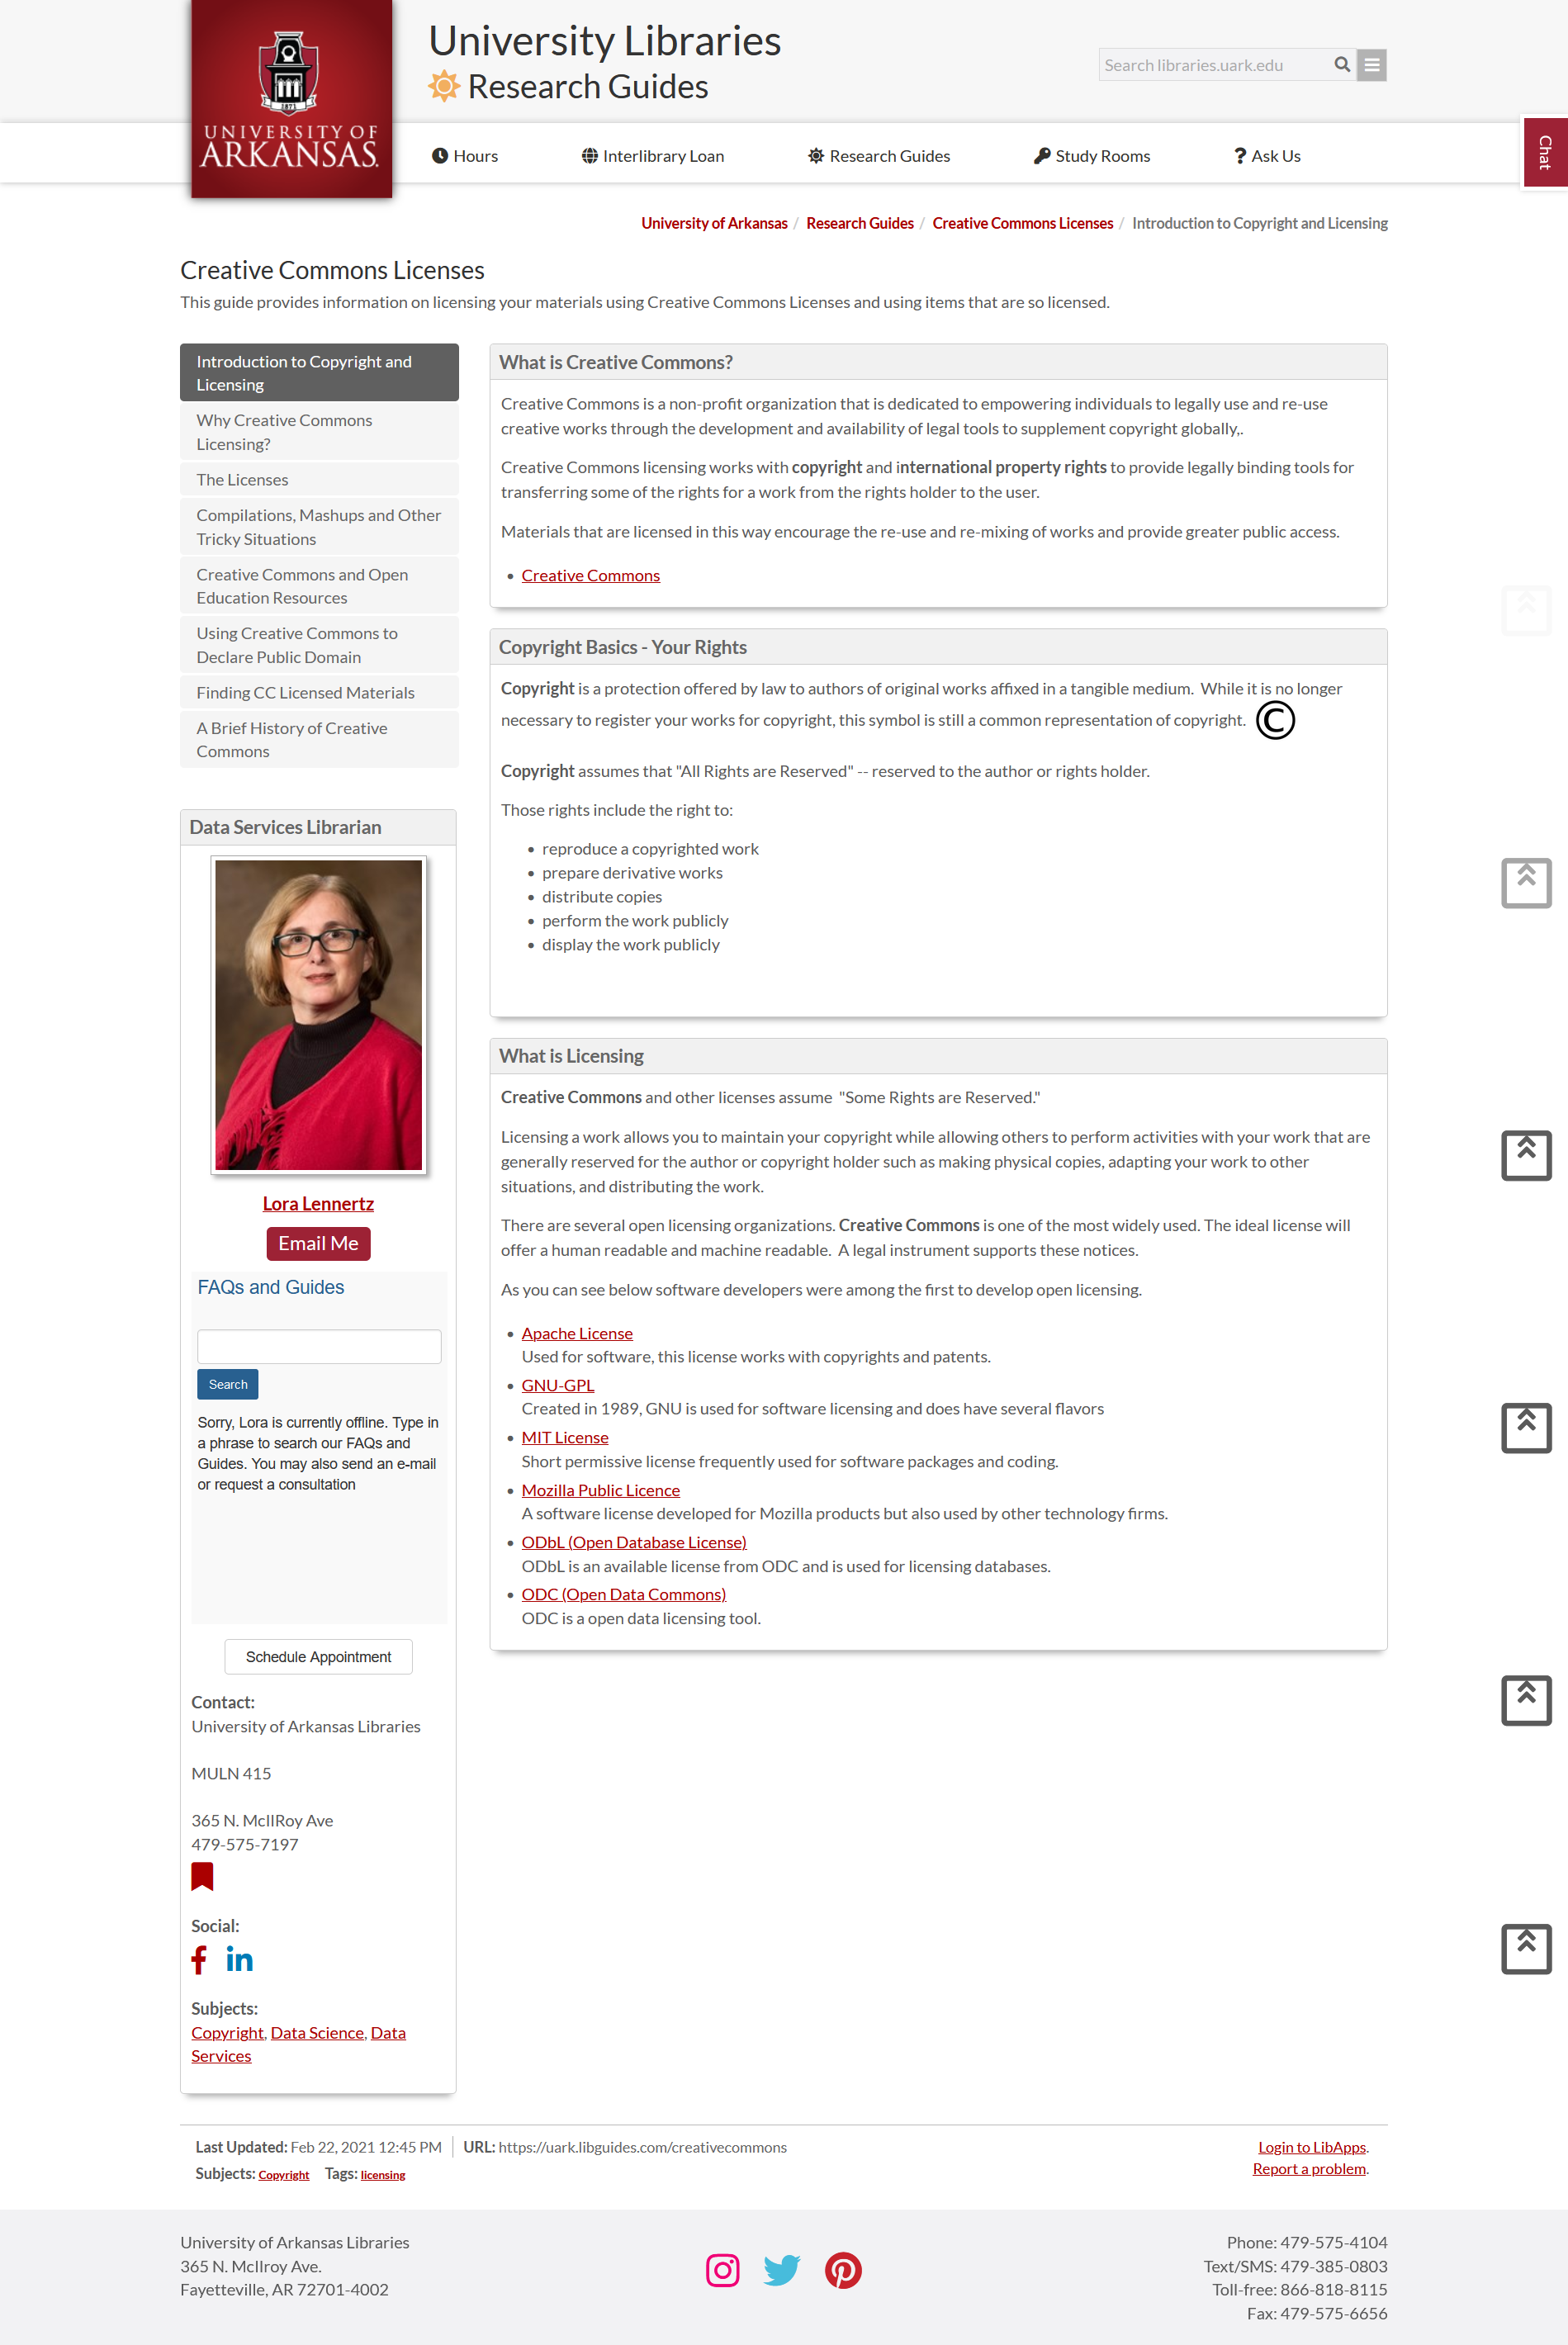 University Libraries
Research Guides
Search libraries.uark.edu
1871
UNIVERSITY OF
ARKANSAS.
Hours
Interlibrary Loan
Research Guides
Study Rooms
Ask Us
Chat
University of Arkansas / Research Guides / Creative Commons Licenses / Introduction to Copyright and Licensing
Creative Commons Licenses
This guide provides information on licensing your materials using Creative Commons Licenses and using items that are so licensed.
Introduction to Copyright and
Licensing
Why Creative Commons
Licensing?
The Licenses
Compilations, Mashups and Other
Tricky Situations
Creative Commons and Open
Education Resources
Using Creative Commons to
Declare Public Domain
Finding CC Licensed Materials
A Brief History of Creative
Commons
Data Services Librarian
Lora Lennertz
Email Me
FAQs and Guides
Search
Sorry, Lora is currently offline. Type in
a phrase to search our FAQs and
Guides. You may also send an e-mail
or request a consultation
Schedule Appointment
Contact:
University of Arkansas Libraries
MULN 415
365 N. McIlRoy Ave
479-575-7197
Social:
Subjects:
Copyright, Data Science, Data
Services
What is Creative Commons?
Creative Commons is a non-profit organization that is dedicated to empowering individuals to legally use and re-use
creative works through the development and availability of legal tools to supplement copyright globally,.
Creative Commons licensing works with copyright and international property rights to provide legally binding tools for
transferring some of the rights for a work from the rights holder to the user.
Materials that are licensed in this way encourage the re-use and re-mixing of works and provide greater public access.
• Creative Commons
Copyright Basics - Your Rights
Copyright is a protection offered by law to authors of original works affixed in a tangible medium.  While it is no longer
necessary to register your works for copyright, this symbol is still a common representation of copyright. ©
Copyright assumes that "All Rights are Reserved" -- reserved to the author or rights holder.
Those rights include the right to:
• reproduce a copyrighted work
• prepare derivative works
• distribute copies
• perform the work publicly
• display the work publicly
What is Licensing
Creative Commons and other licenses assume  "Some Rights are Reserved."
Licensing a work allows you to maintain your copyright while allowing others to perform activities with your work that are
generally reserved for the author or copyright holder such as making physical copies, adapting your work to other
situations, and distributing the work.
There are several open licensing organizations. Creative Commons is one of the most widely used. The ideal license will
offer a human readable and machine readable.  A legal instrument supports these notices.
As you can see below software developers were among the first to develop open licensing.
• Apache License
Used for software, this license works with copyrights and patents.
• GNU-GPL
Created in 1989, GNU is used for software licensing and does have several flavors
• MIT License
Short permissive license frequently used for software packages and coding.
• Mozilla Public Licence
A software license developed for Mozilla products but also used by other technology firms.
• ODbL (Open Database License)
ODbL is an available license from ODC and is used for licensing databases.
• ODC (Open Data Commons)
ODC is a open data licensing tool.
Last Updated: Feb 22, 2021 12:45 PM | URL: https://uark.libguides.com/creativecommons
Subjects: Copyright Tags: licensing
Login to LibApps.
Report a problem.
University of Arkansas Libraries
365 N. McIlroy Ave.
Fayetteville, AR 72701-4002
Phone: 479-575-4104
Text/SMS: 479-385-0803
Toll-free: 866-818-8115
Fax: 479-575-6656